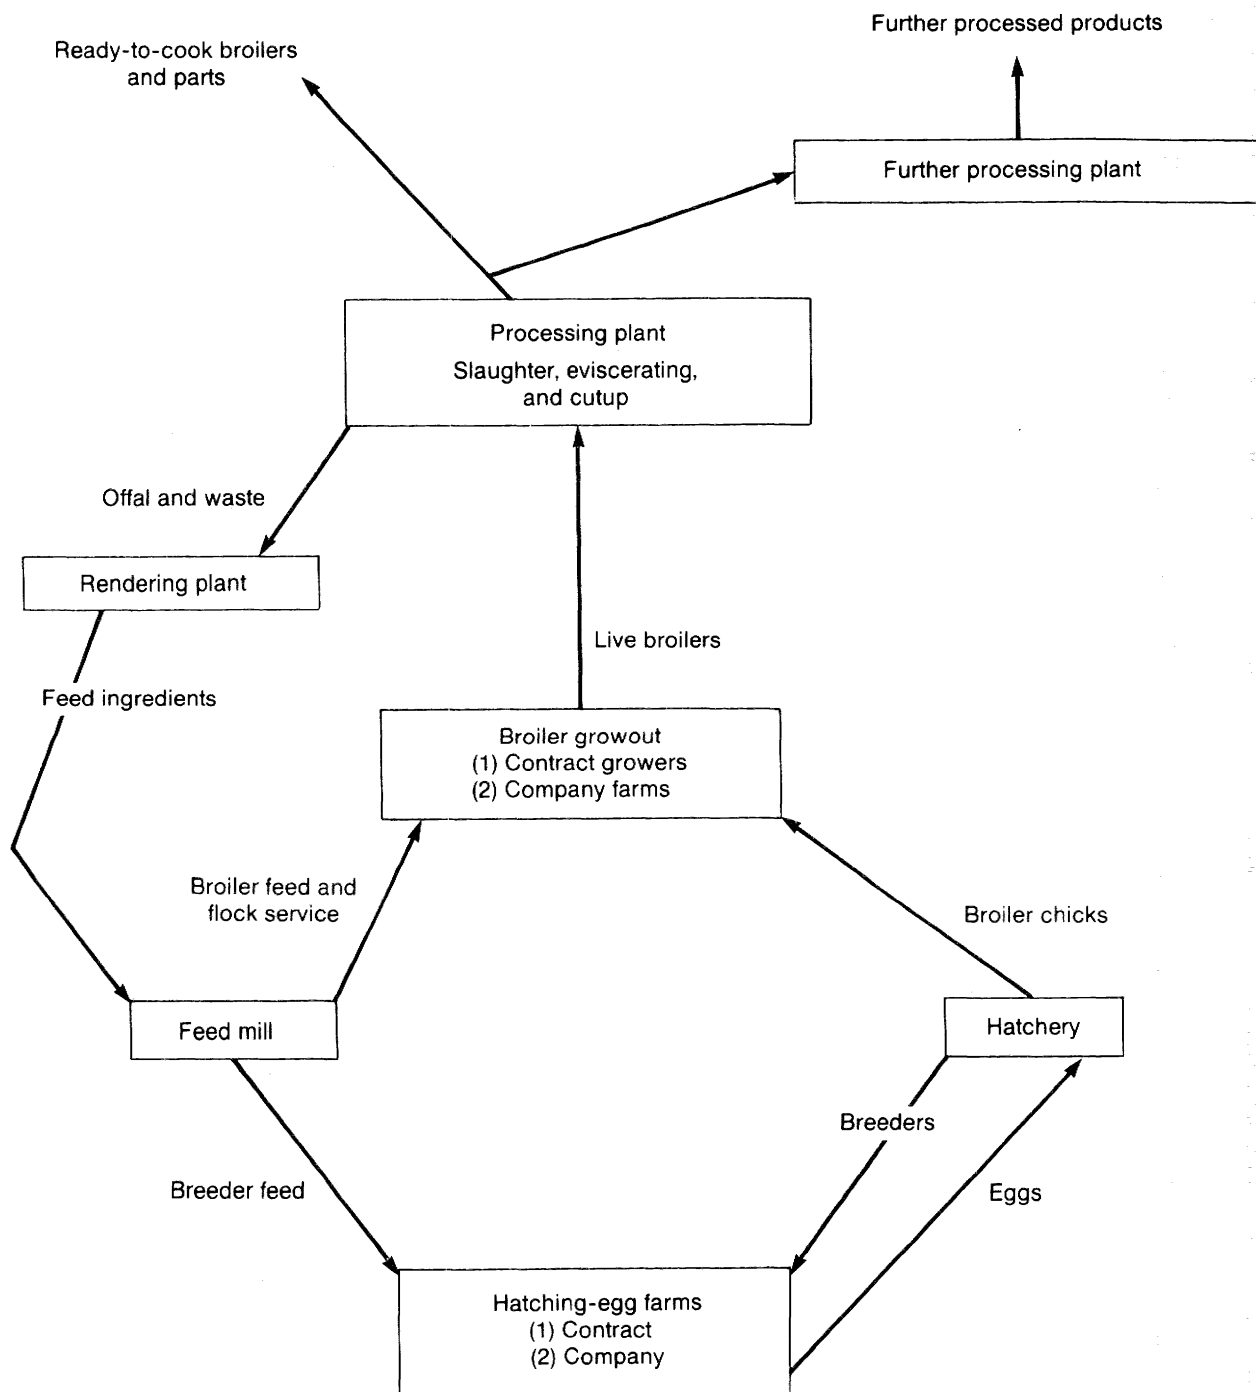 Further processed products
Ready-to-cook broilers
and parts
Further processing plant
Processing plant
Slaughter, eviscerating,
and cutup
Offal and waste
Rendering plant
Live broilers
Feed ingredients
Broiler growout
(1) Contract growers
(2) Company farms
Broiler feed and
flock service
Broiler chicks
Feed mill
Hatchery
Breeders
Breeder feed
Eggs
Hatching-egg farms
(1) Contract
(2) Company